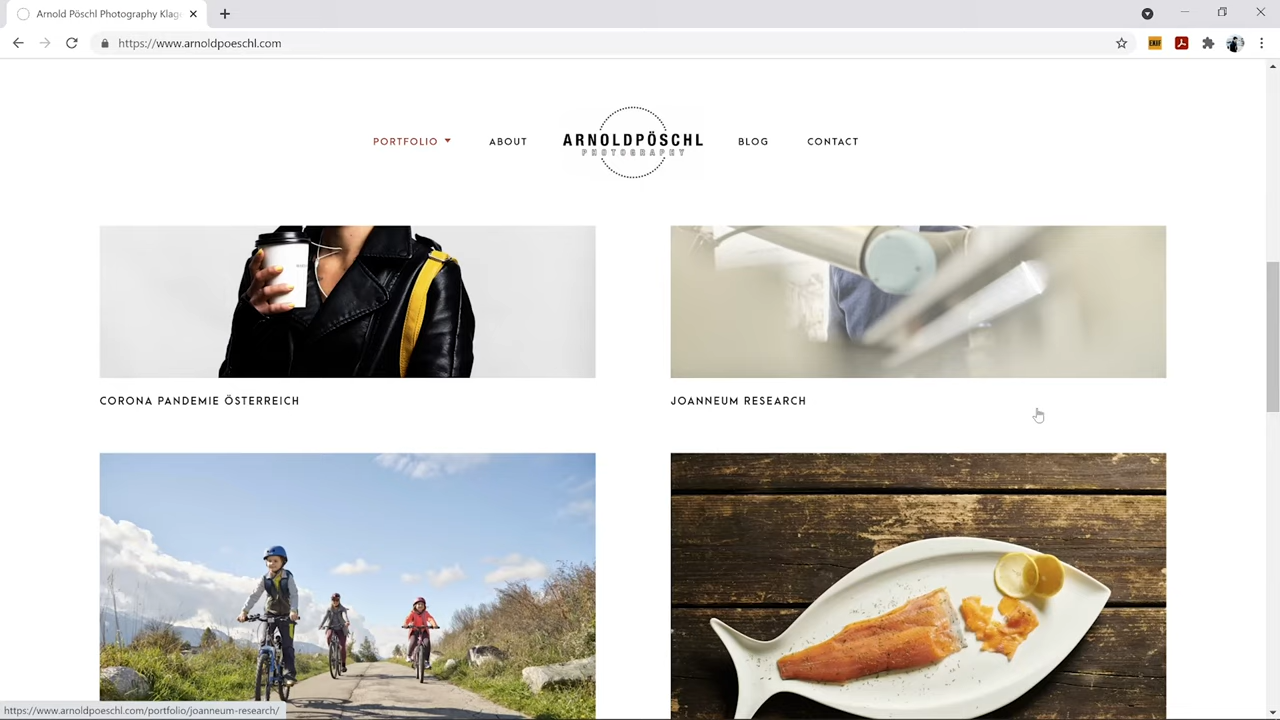 Arnold Pöschl Photography Klag
https://www.arnoldpoeschl.com
EXIF
PORTFOLIO
ABOUT
ARNOLDPÖSCHL
PHOTOGRAPHY
BLOG
CONTACT
CORONA PANDEMIE ÖSTERREICH
JOANNEUM RESEARCH
https://www.arnoldpoeschl.com/portfolio/joanneum-research/